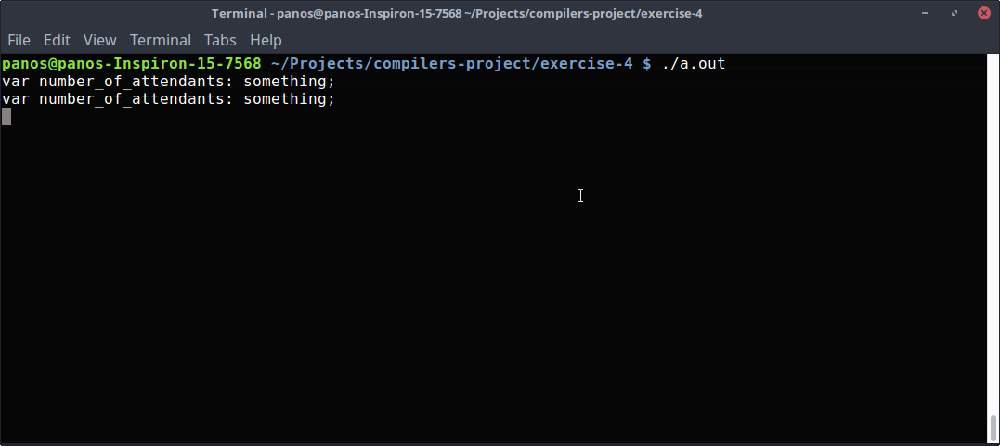 Terminal - panos@panos-Inspiron-15-7568 ~/Projects/compilers-project/exercise-4
File Edit View Terminal Tabs Help
panos@panos-Inspiron-15-7568 ~/Projects/compilers-project/exercise-4 $ ./a.out
var number_of_attendants: something;
var number_of_attendants: something;